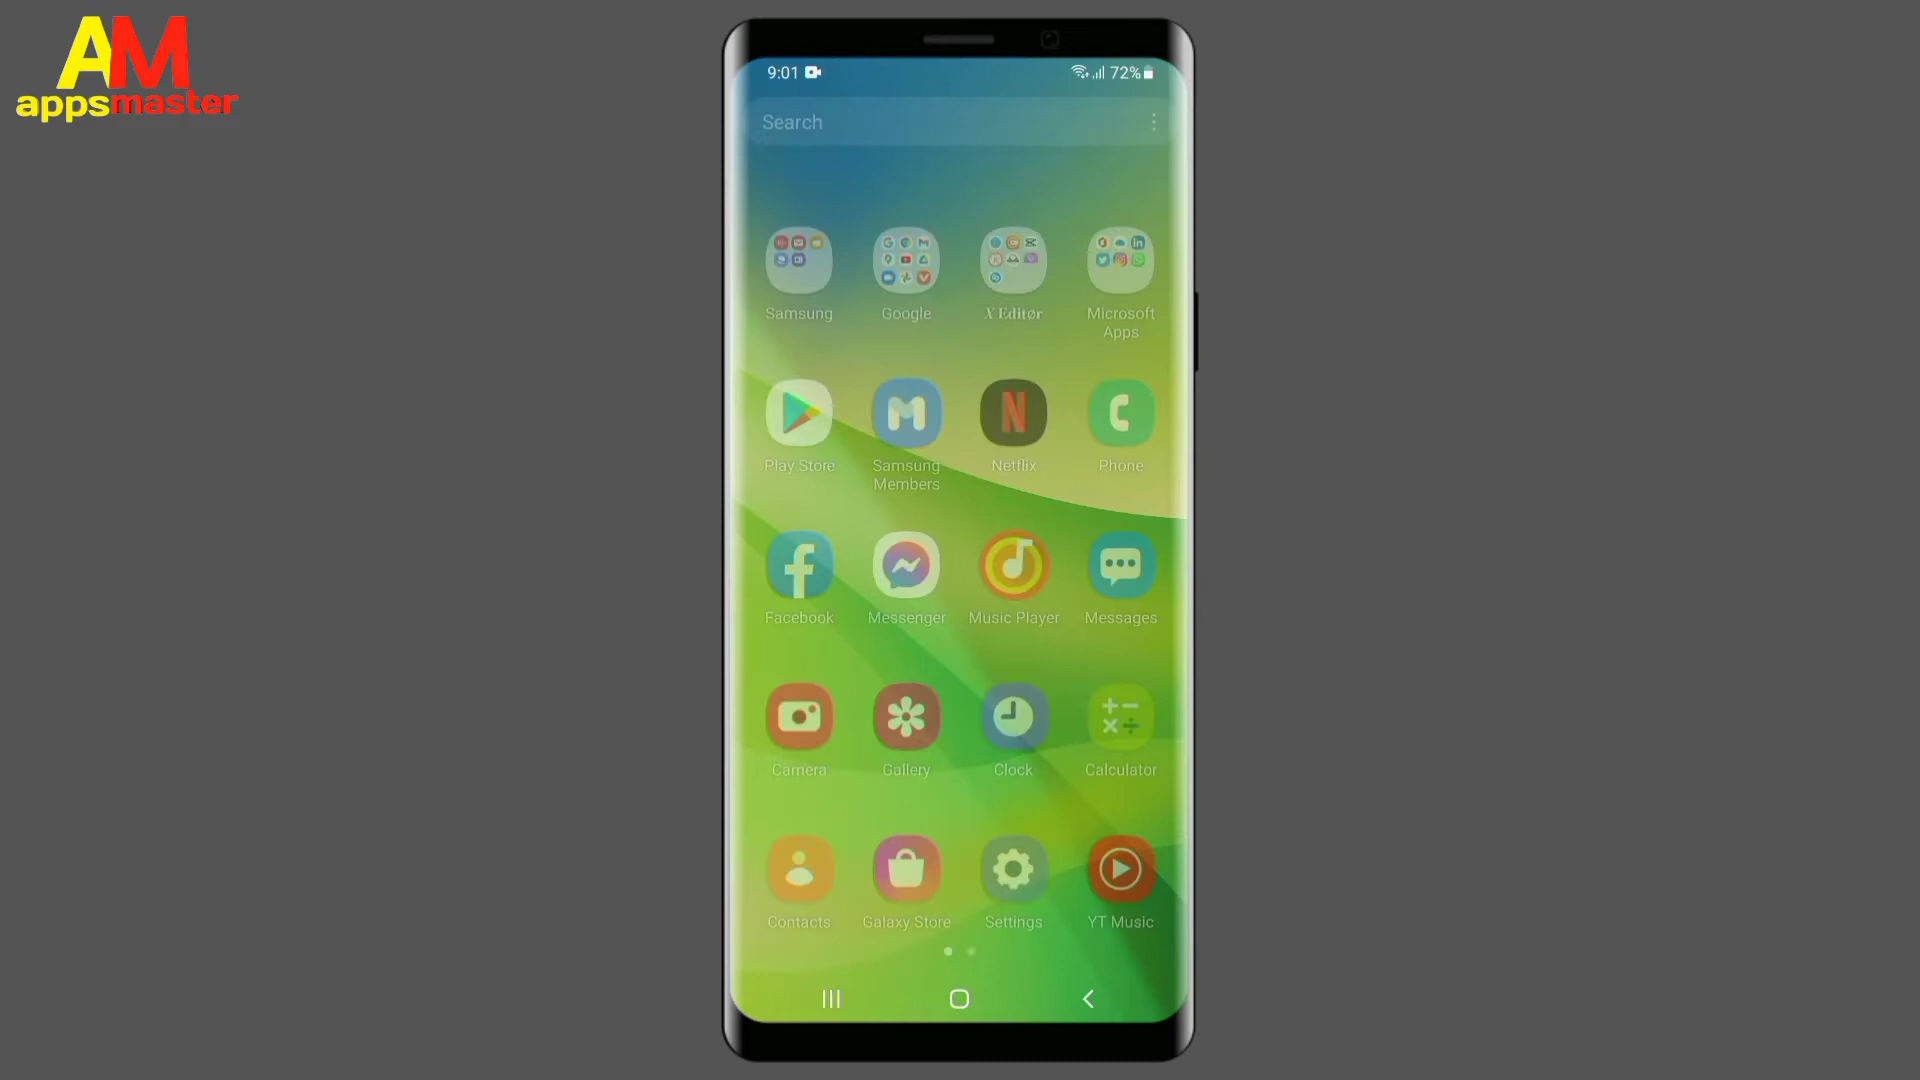 AM
appsmaster
9:01
72%
Search
Samsung
Google
X Editør
Microsoft
Apps
Play Store
Samsung
Members
Netflix
Phone
Facebook
Messenger
Music Player
Messages
Camera
Gallery
Clock
Calculator
Contacts
Galaxy Store
Settings
YT Music